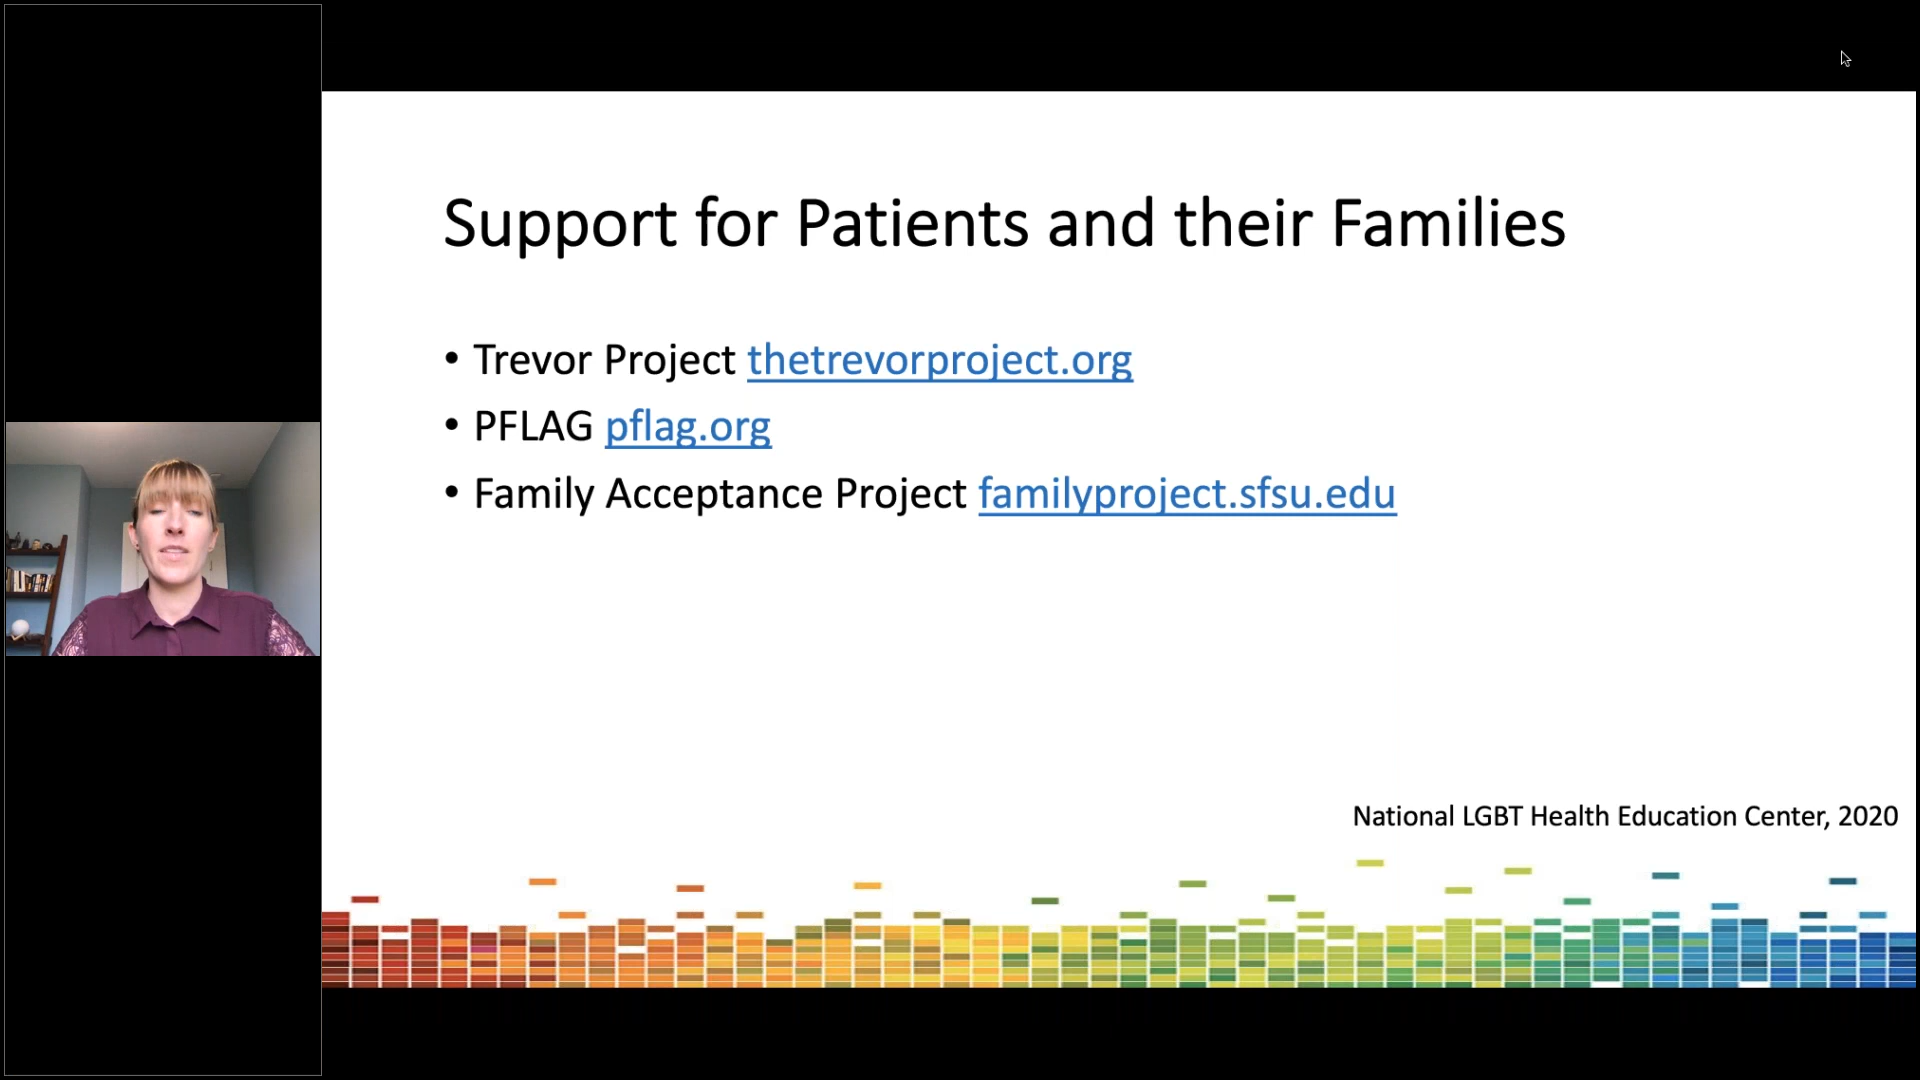 Support for Patients and their Families
• Trevor Project thetrevorproject.org
• PFLAG pflag.org
• Family Acceptance Project familyproject.sfsu.edu
National LGBT Health Education Center, 2020